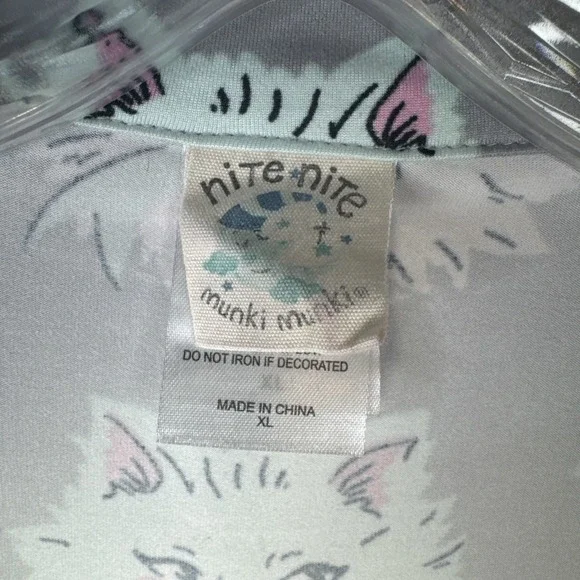 nite nite
munki munki®
DO NOT IRON IF DECORATED
XL
MADE IN CHINA
XL